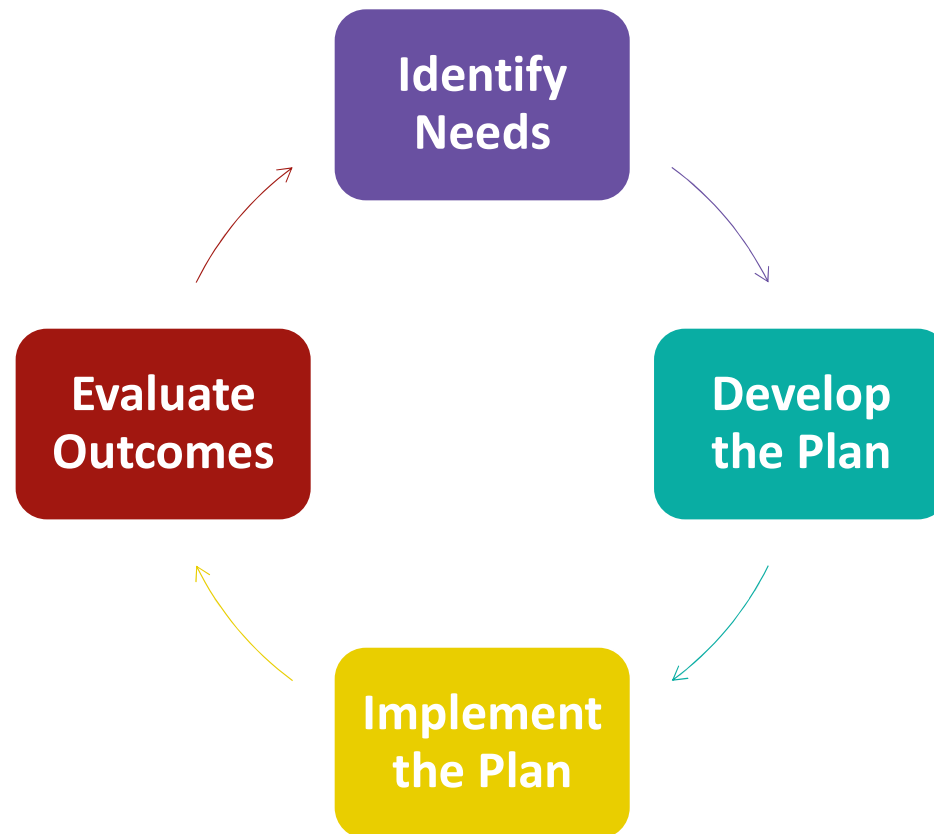 Identify
Needs
Develop
the Plan
Implement
the Plan
Evaluate
Outcomes